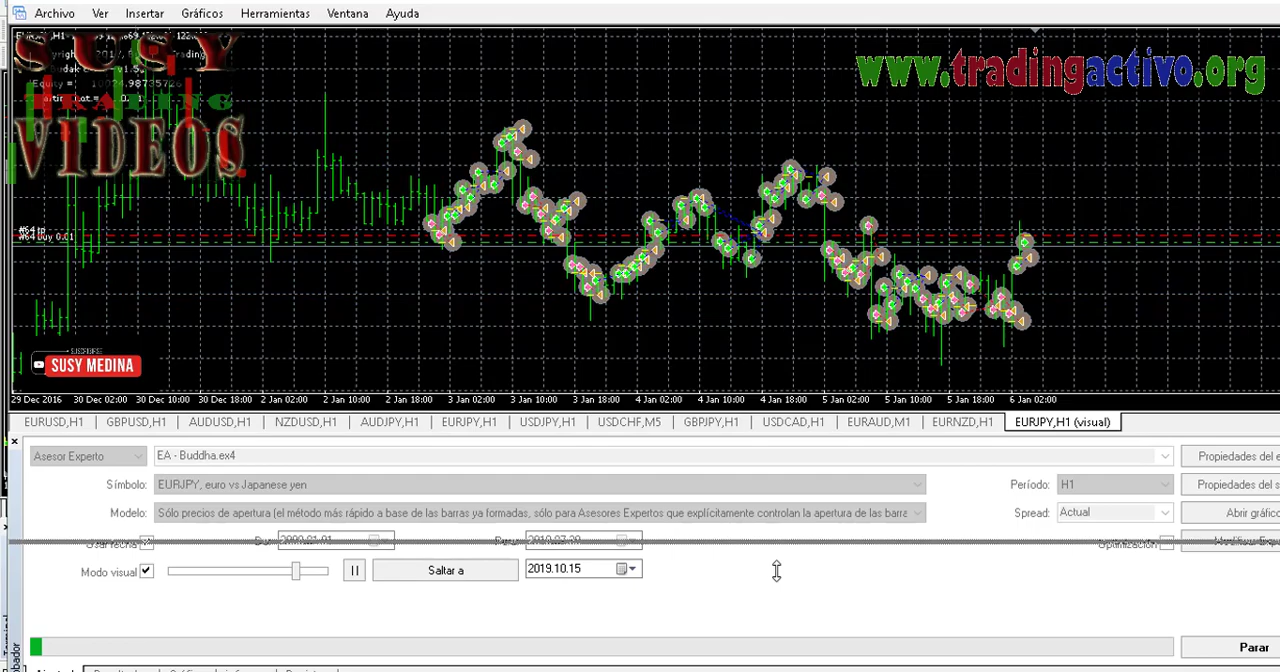 Archivo Ver Insertar Gráficos Herramientas Ventana Ayuda
SUSY
VIDEOS
www.tradingactivo.org
#64 tp
#64 buy 0.01
SUSCRIBIRSE
SUSY MEDINA
29 Dec 2016 30 Dec 02:00 30 Dec 10:00 30 Dec 18:00 2 Jan 02:00 2 Jan 10:00 2 Jan 18:00 3 Jan 02:00 3 Jan 10:00 3 Jan 18:00 4 Jan 02:00 4 Jan 10:00 4 Jan 18:00 5 Jan 02:00 5 Jan 10:00 5 Jan 18:00 6 Jan 02:00
EURUSD,H1 GBPUSD,H1 AUDUSD,H1 NZDUSD,H1 AUDJPY,H1 EURJPY,H1 USDJPY,H1 USDCHF,M5 GBPJPY,H1 USDCAD,H1 EURAUD,M1 EURNZD,H1 EURJPY,H1 (visual)
Asesor Experto EA - Buddha.ex4 Propiedades del e
Símbolo: EURJPY, euro vs Japanese yen Período: H1 Propiedades del s
Modelo: Sólo precios de apertura (el método más rápido a base de las barras ya formadas, sólo para Asesores Expertos que explícitamente controlan la apertura de las barra Spread: Actual Abrir gráfico
Modo visual Saltar a 2019.10.15
Parar